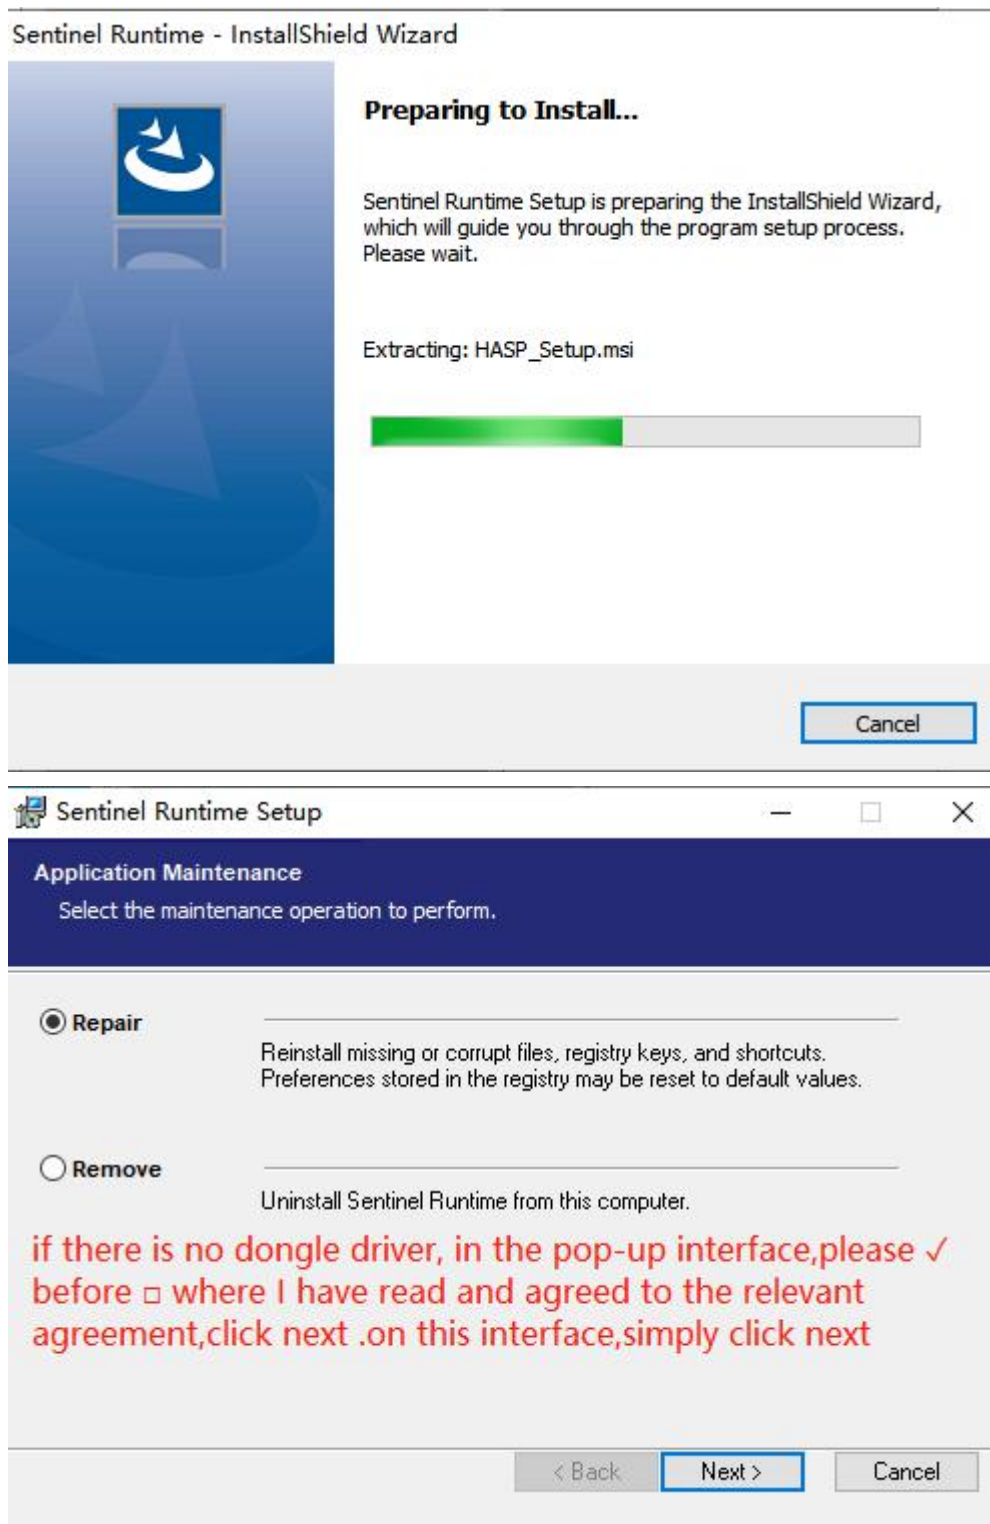 Sentinel Runtime - InstallShield Wizard
Preparing to Install...
Sentinel Runtime Setup is preparing the InstallShield Wizard,
which will guide you through the program setup process.
Please wait.
Extracting: HASP_Setup.msi
Cancel
Sentinel Runtime Setup
Application Maintenance
Select the maintenance operation to perform.
Repair
Reinstall missing or corrupt files, registry keys, and shortcuts.
Preferences stored in the registry may be reset to default values.
Remove
Uninstall Sentinel Runtime from this computer.
if there is no dongle driver, in the pop-up interface,please ✓
before □ where I have read and agreed to the relevant
agreement,click next .on this interface,simply click next
< Back
Next >
Cancel